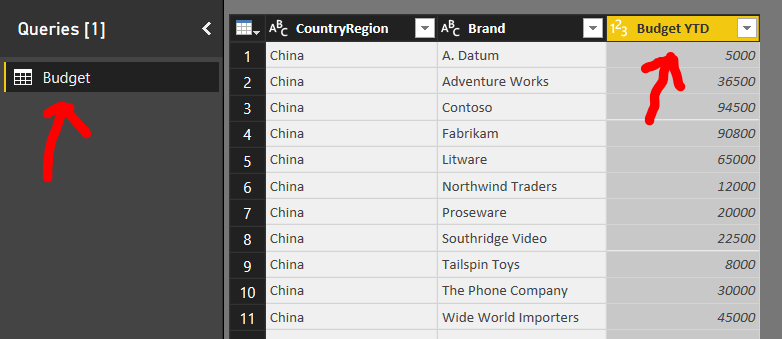 Queries [1]
Budget
CountryRegion Brand Budget YTD
1 China A. Datum 5000
2 China Adventure Works 36500
3 China Contoso 94500
4 China Fabrikam 90800
5 China Litware 65000
6 China Northwind Traders 12000
7 China Proseware 20000
8 China Southridge Video 22500
9 China Tailspin Toys 8000
10 China The Phone Company 30000
11 China Wide World Importers 45000